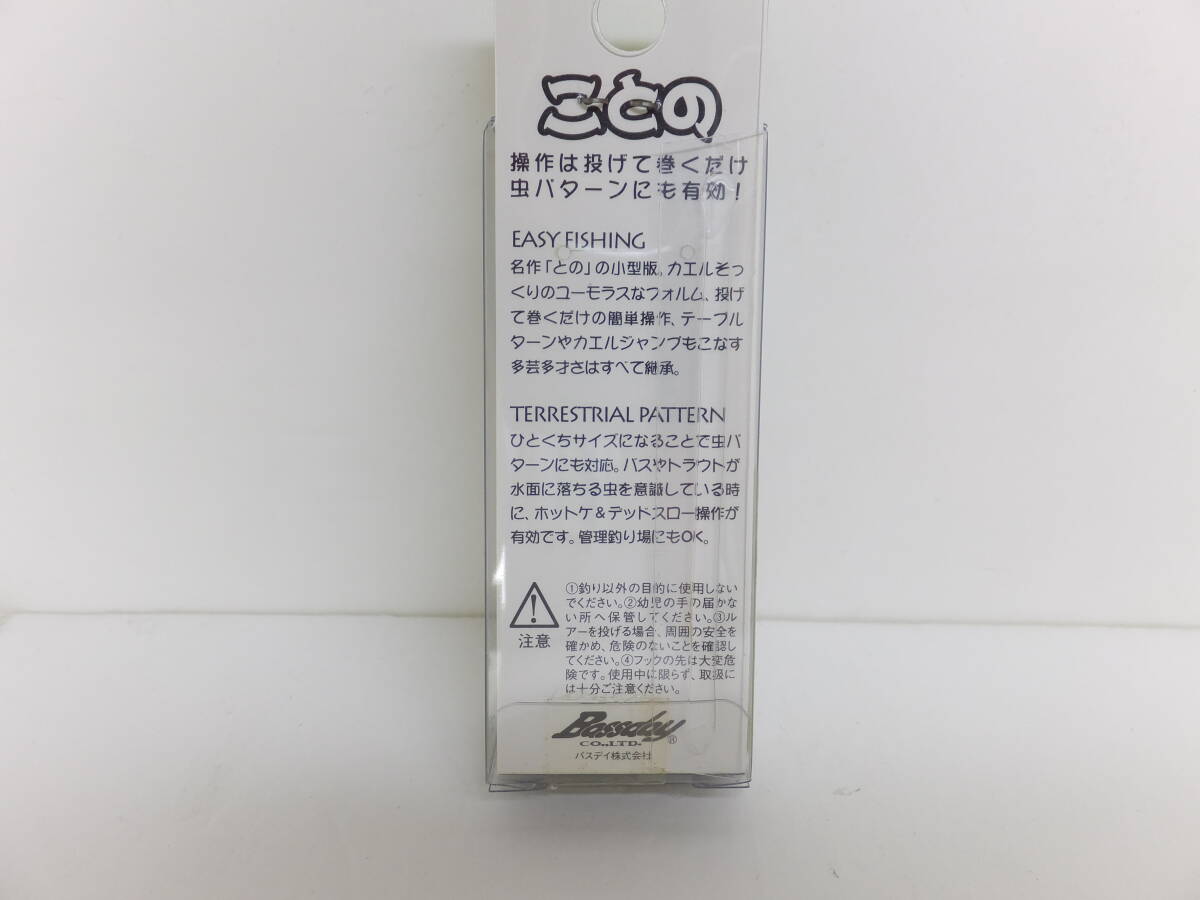 ことの
操作は投げて巻くだけ
虫パターンにも有効！
EASY FISHING
名作「との」の小型版。カエルそっ
くりのユーモラスなフォルム、投げ
て巻くだけの簡単操作、テーブル
ターンやカエルジャンプもこなす
多芸多才さはすべて継承。
TERRESTRIAL PATTERN
ひとくちサイズになることで虫パ
ターンにも対応。バスやトラウトが
水面に落ちる虫を意識している時
に、ホットケ＆デッドスロー操作が
有効です。管理釣り場にもOK。
①釣り以外の目的に使用しない
でください。②幼児の手の届かな
い所へ保管してください。③ル
アーを投げる場合、周囲の安全を
確かめ、危険のないことを確認し
てください。④フックの先は大変危
険です。使用中に限らず、取扱に
は十分ご注意ください。
注意
Bassday®
CO.,LTD.
バスデイ株式会社